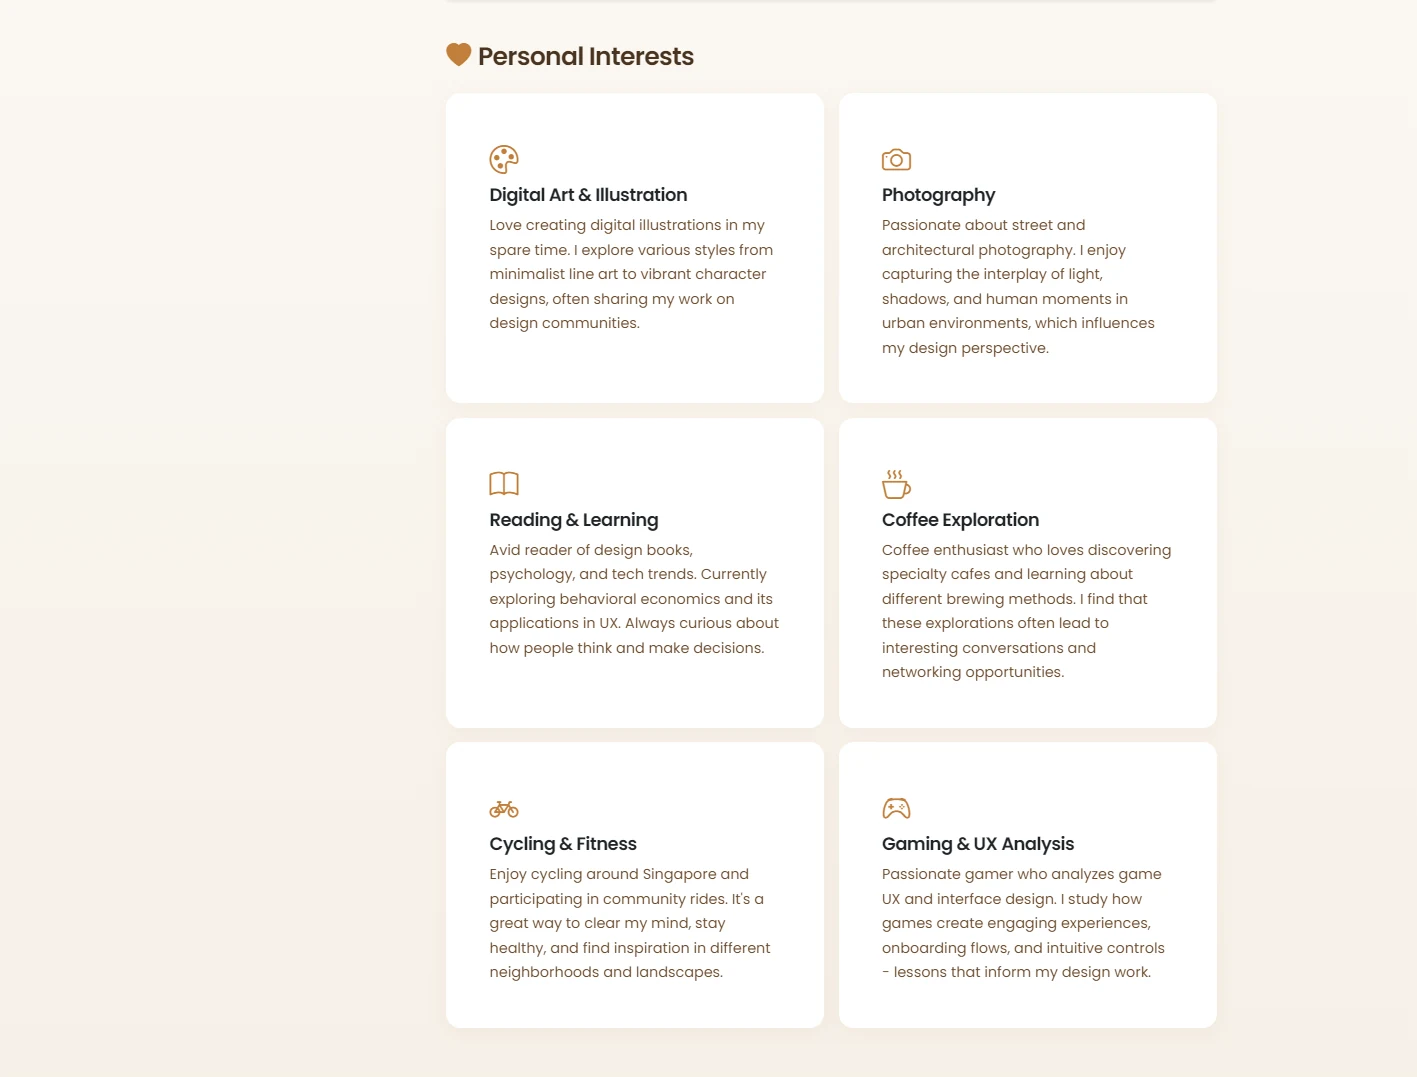 Personal Interests
Digital Art & Illustration
Love creating digital illustrations in my
spare time. I explore various styles from
minimalist line art to vibrant character
designs, often sharing my work on
design communities.
Photography
Passionate about street and
architectural photography. I enjoy
capturing the interplay of light,
shadows, and human moments in
urban environments, which influences
my design perspective.
Reading & Learning
Avid reader of design books,
psychology, and tech trends. Currently
exploring behavioral economics and its
applications in UX. Always curious about
how people think and make decisions.
Coffee Exploration
Coffee enthusiast who loves discovering
specialty cafes and learning about
different brewing methods. I find that
these explorations often lead to
interesting conversations and
networking opportunities.
Cycling & Fitness
Enjoy cycling around Singapore and
participating in community rides. It's a
great way to clear my mind, stay
healthy, and find inspiration in different
neighborhoods and landscapes.
Gaming & UX Analysis
Passionate gamer who analyzes game
UX and interface design. I study how
games create engaging experiences,
onboarding flows, and intuitive controls
- lessons that inform my design work.